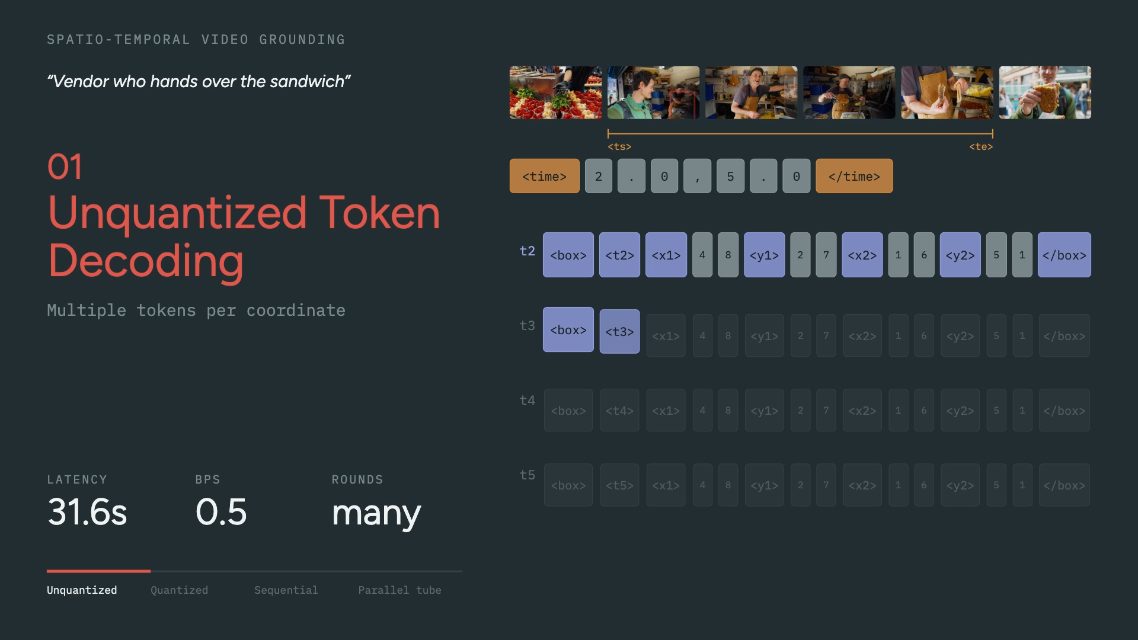 SPATIO-TEMPORAL VIDEO GROUNDING
“Vendor who hands over the sandwich”
<ts> <te>
<time> 2 . 0 , 5 . 0 </time>
01
Unquantized Token
Decoding
Multiple tokens per coordinate
t2 <box> <t2> <x1> 4 8 <y1> 2 7 <x2> 1 6 <y2> 5 1 </box>
t3 <box> <t3> <x1> 4 8 <y1> 2 7 <x2> 1 6 <y2> 5 1 </box>
t4 <box> <t4> <x1> 4 8 <y1> 2 7 <x2> 1 6 <y2> 5 1 </box>
t5 <box> <t5> <x1> 4 8 <y1> 2 7 <x2> 1 6 <y2> 5 1 </box>
LATENCY BPS ROUNDS
31.6s 0.5 many
Unquantized Quantized Sequential Parallel tube